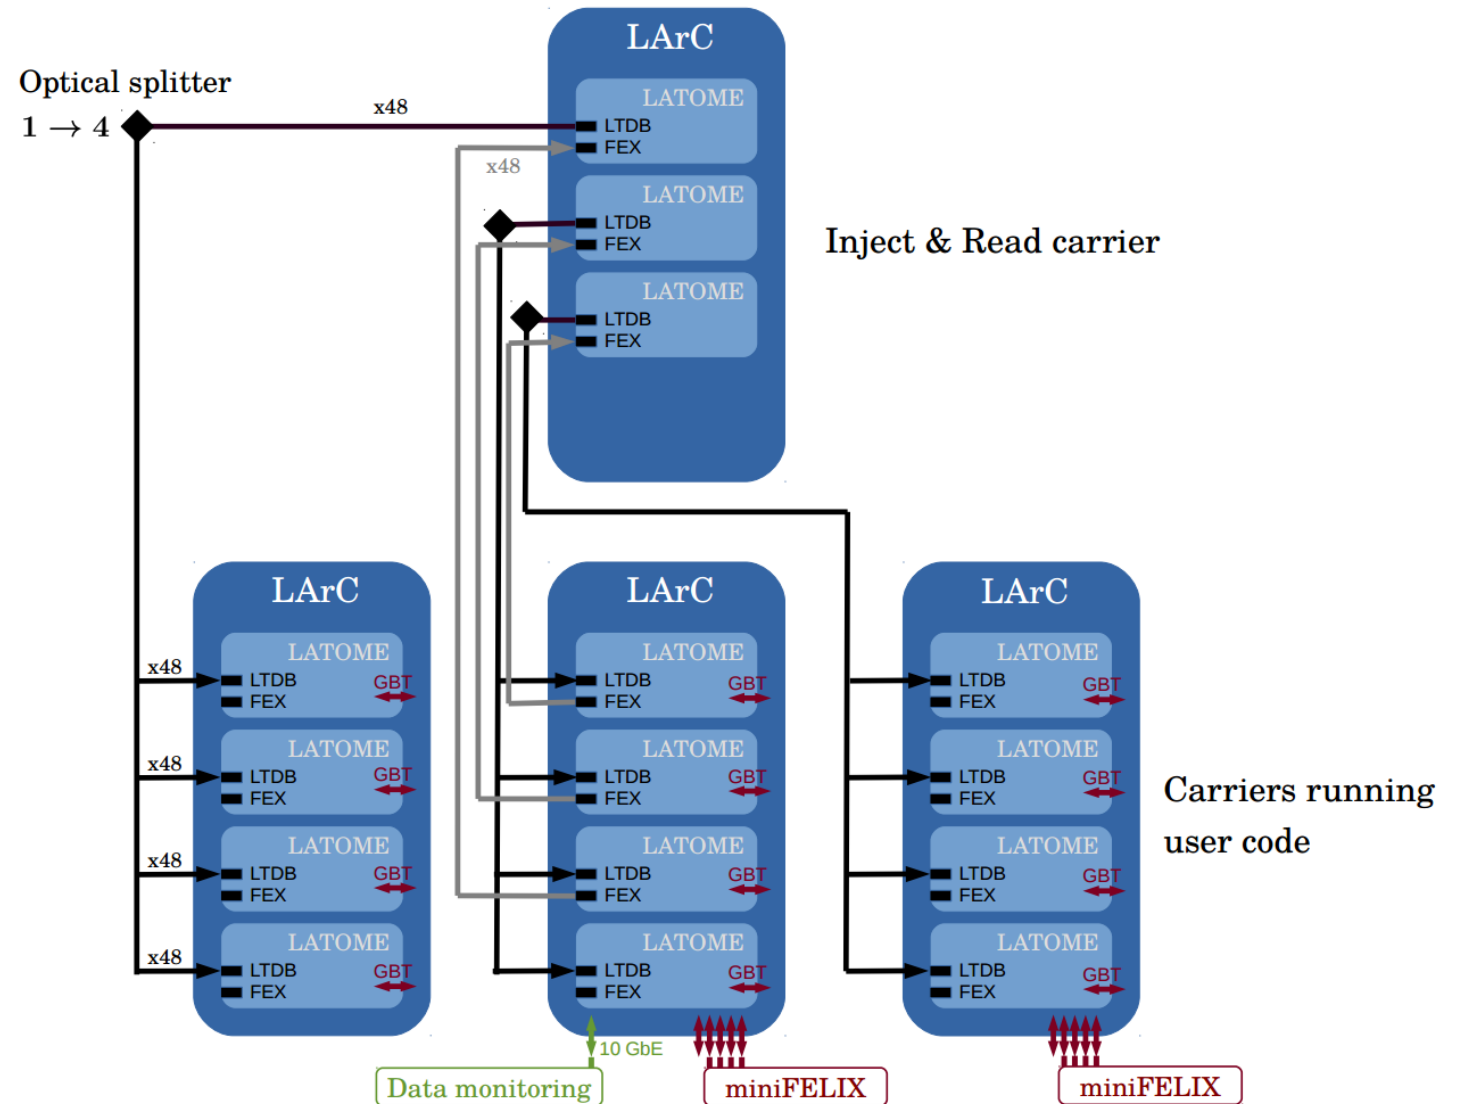 LArC
Optical splitter
1 → 4
x48
LATOME
LTDB
FEX
x48
LATOME
LTDB
FEX
Inject & Read carrier
LATOME
LTDB
FEX
LArC
LATOME
x48
LTDB
GBT
FEX
LATOME
x48
LTDB
GBT
FEX
LATOME
x48
LTDB
GBT
FEX
LATOME
x48
LTDB
GBT
FEX
LArC
LATOME
LTDB
GBT
FEX
LATOME
LTDB
GBT
FEX
LATOME
LTDB
GBT
FEX
LATOME
LTDB
GBT
FEX
LArC
LATOME
LTDB
GBT
FEX
LATOME
LTDB
GBT
FEX
LATOME
LTDB
GBT
FEX
LATOME
LTDB
GBT
FEX
Carriers running
user code
10 GbE
Data monitoring
miniFELIX
miniFELIX